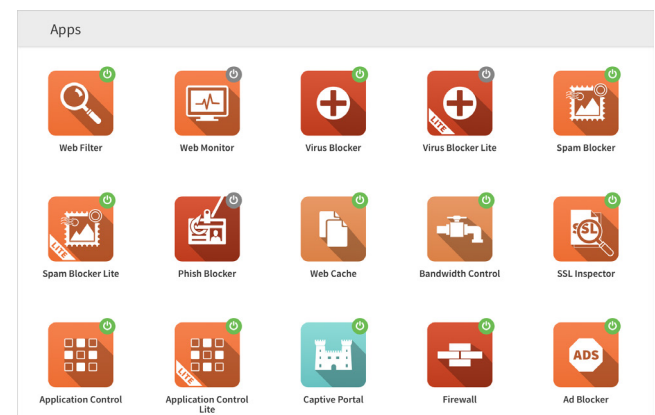 Apps
Web Filter
Web Monitor
Virus Blocker
LITE
Virus Blocker Lite
Spam Blocker
LITE
Spam Blocker Lite
Phish Blocker
Web Cache
Bandwidth Control
SSL
SSL Inspector
Application Control
LITE
Application Control
Lite
Captive Portal
Firewall
ADS
Ad Blocker